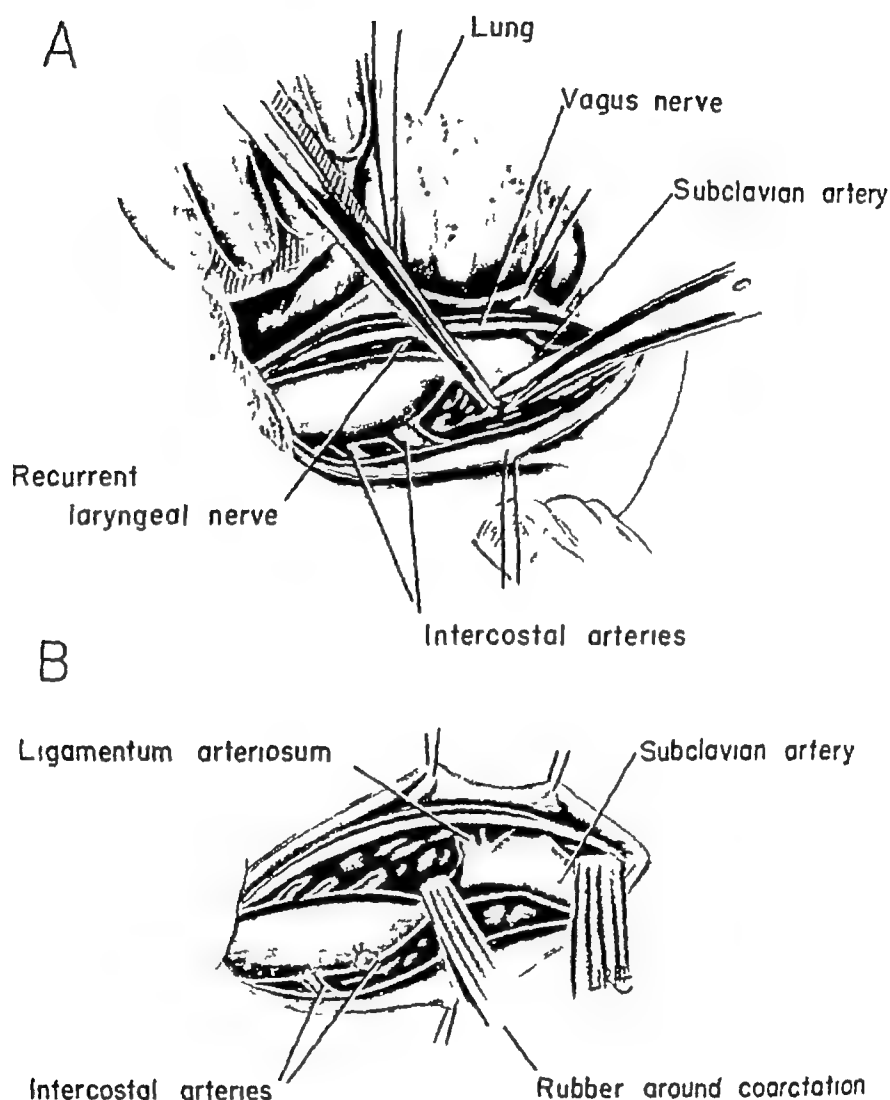 A
Lung
Vagus nerve
Subclavian artery
Recurrent
laryngeal nerve
Intercostal arteries
B
Ligamentum arteriosum
Subclavian artery
Intercostal arteries
Rubber around coarctation